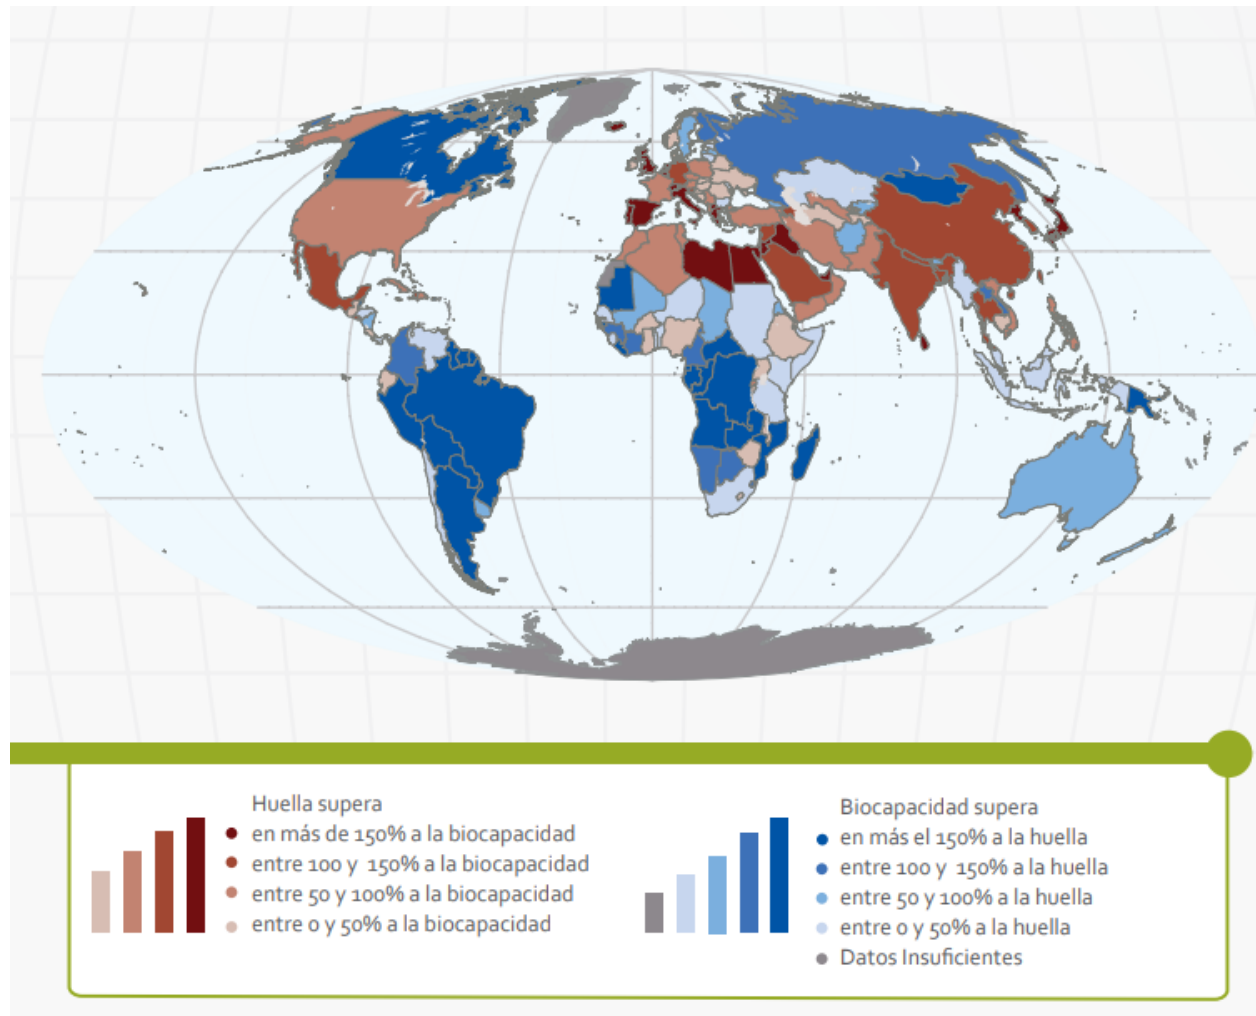 Huella supera
en más de 150% a la biocapacidad
entre 100 y 150% a la biocapacidad
entre 50 y 100% a la biocapacidad
entre 0 y 50% a la biocapacidad
Biocapacidad supera
en más el 150% a la huella
entre 100 y 150% a la huella
entre 50 y 100% a la huella
entre 0 y 50% a la huella
Datos Insuficientes